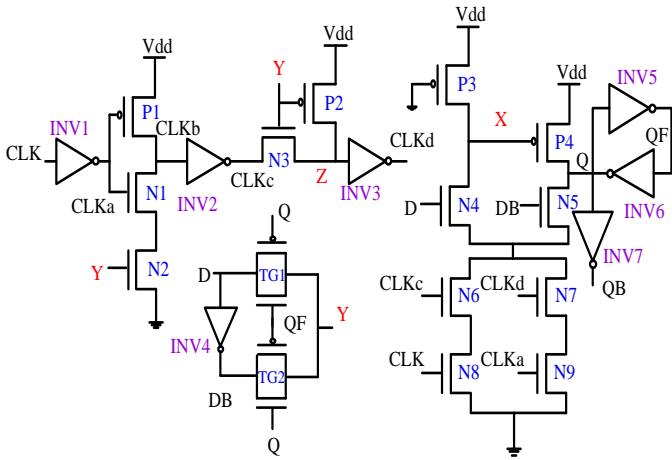 Vdd
Vdd
Vdd
P1
P2
P3
P4
INV5
Y
X
QF
CLK
INV1
CLKb
CLKd
CLKa
N1
INV2
CLKc
N3
Z
INV3
D
N4
DB
N5
Q
INV6
INV7
QB
Y
N2
Q
D
TG1
QF
Y
INV4
TG2
DB
Q
CLKc
N6
CLKd
N7
CLK
N8
CLKa
N9